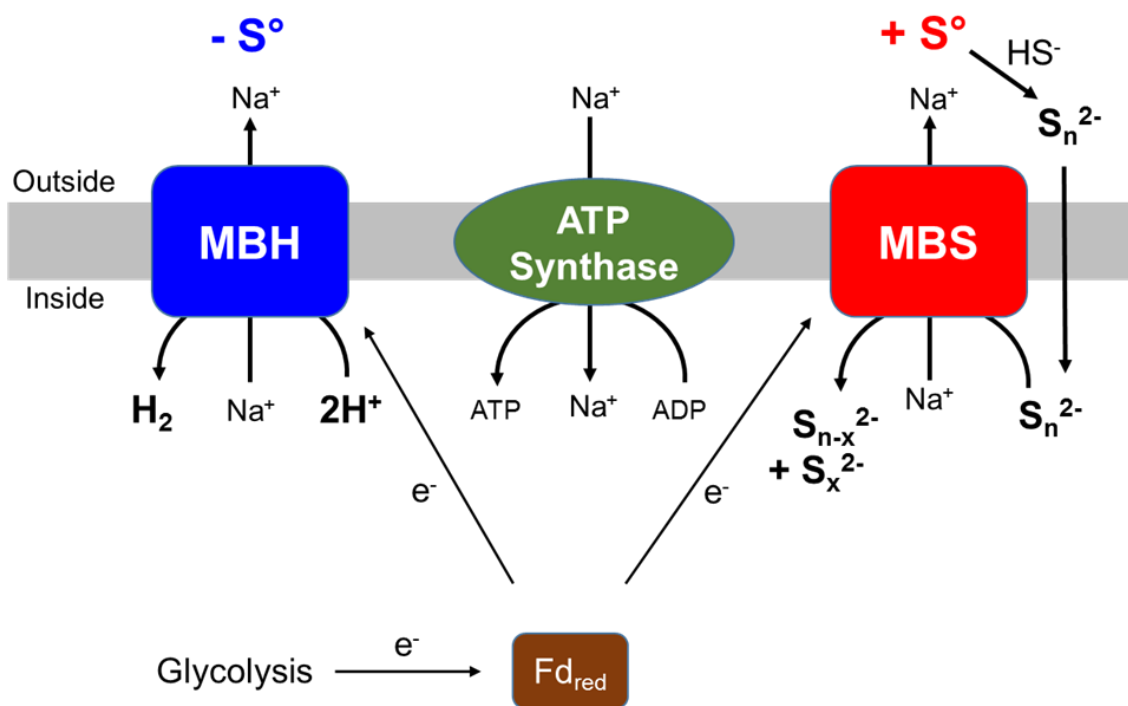 - S°
+ S°
HS⁻
Na⁺
Na⁺
Na⁺
Sₙ²⁻
Outside
MBH
ATP
Synthase
MBS
Inside
H₂
Na⁺
2H⁺
ATP
Na⁺
ADP
Sₙ₋ₓ²⁻
+ Sₓ²⁻
Na⁺
Sₙ²⁻
e⁻
e⁻
Glycolysis
e⁻
Fd_red